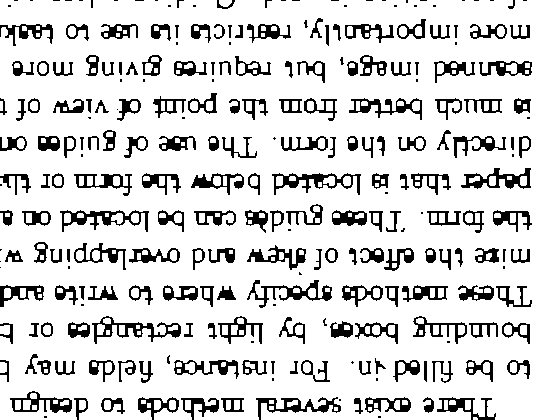 There exist several methods to design
to be filled in. For instance, fields may b
bounding boxes, by light rectangles or b
These methods specify where to write and
mize the effect of skew and overlapping w
the form. These guides can be located on a
paper that is located below the form or th
directly on the form. The use of guides on
is much better from the point of view of t
scanned image, but requires giving more
more importantly, restricts its use to task